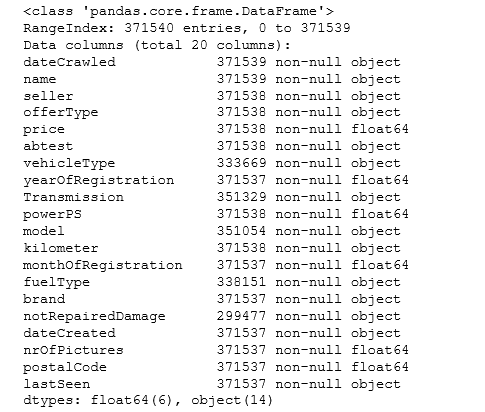 <class 'pandas.core.frame.DataFrame'>
RangeIndex: 371540 entries, 0 to 371539
Data columns (total 20 columns):
dateCrawled 371539 non-null object
name 371539 non-null object
seller 371538 non-null object
offerType 371538 non-null object
price 371538 non-null float64
abtest 371538 non-null object
vehicleType 333669 non-null object
yearOfRegistration 371537 non-null float64
Transmission 351329 non-null object
powerPS 371538 non-null float64
model 351054 non-null object
kilometer 371538 non-null object
monthOfRegistration 371537 non-null float64
fuelType 338151 non-null object
brand 371537 non-null object
notRepairedDamage 299477 non-null object
dateCreated 371537 non-null object
nrOfPictures 371537 non-null float64
postalCode 371537 non-null float64
lastSeen 371537 non-null object
dtypes: float64(6), object(14)